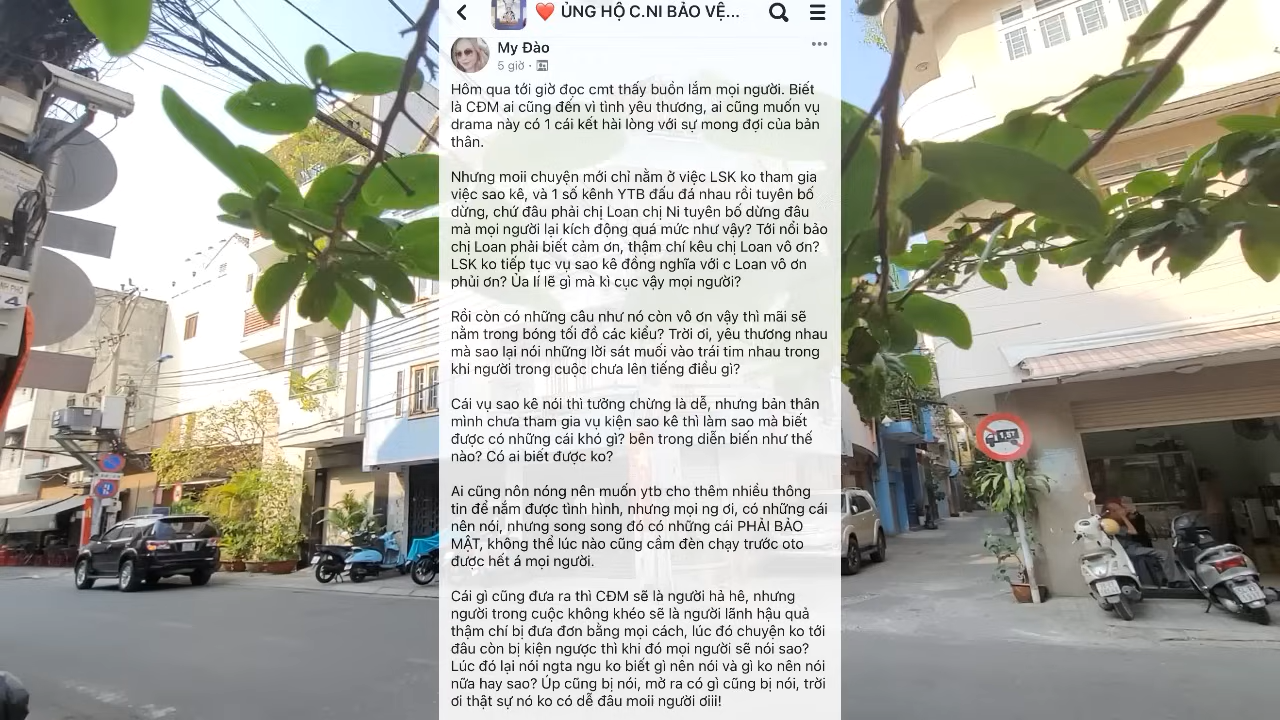 ❤️ ỦNG HỘ C.NI BẢO VỆ...
My Đào
5 giờ ·
Hôm qua tới giờ đọc cmt thấy buồn lắm mọi người. Biết
là CĐM ai cũng đến vì tình yêu thương, ai cũng muốn vụ
drama này có 1 cái kết hài lòng với sự mong đợi của bản
thân.
Nhưng moii chuyện mới chỉ nằm ở việc LSK ko tham gia
việc sao kê, và 1 số kênh YTB đấu đá nhau rồi tuyên bố
dừng, chứ đâu phải chị Loan chị Ni tuyên bố dừng đâu
mà mọi người lại kích động quá mức như vậy? Tới nổi bảo
chị Loan phải biết cảm ơn, thậm chí kêu chị Loan vô ơn?
LSK ko tiếp tục vụ sao kê đồng nghĩa với c Loan vô ơn
phủi ơn? Ủa lí lẽ gì mà kì cục vậy mọi người?
Rồi còn có những câu như nó còn vô ơn vậy thì mãi sẽ
nằm trong bóng tối đồ các kiểu? Trời ơi, yêu thương nhau
mà sao lại nói những lời sát muối vào trái tim nhau trong
khi người trong cuộc chưa lên tiếng điều gì?
Cái vụ sao kê nói thì tưởng chừng là dễ, nhưng bản thân
mình chưa tham gia vụ kiện sao kê thì làm sao mà biết
được có những cái khó gì? bên trong diễn biến như thế
nào? Có ai biết được ko?
Ai cũng nôn nóng nên muốn ytb cho thêm nhiều thông
tin để nắm được tình hình, nhưng mọi ng ơi, có những cái
nên nói, nhưng song song đó có những cái PHẢI BẢO
MẬT, không thể lúc nào cũng cầm đèn chạy trước oto
được hết á mọi người.
Cái gì cũng đưa ra thì CĐM sẽ là người hả hê, nhưng
người trong cuộc không khéo sẽ là người lãnh hậu quả
thậm chí bị đưa đơn bằng mọi cách, lúc đó chuyện ko tới
đâu còn bị kiện ngược thì khi đó mọi người sẽ nói sao?
Lúc đó lại nói ngta ngu ko biết gì nên nói và gì ko nên nói
nữa hay sao? Úp cũng bị nói, mở ra có gì cũng bị nói, trời
ơi thật sự nó ko có dễ đâu moii người ơiii!